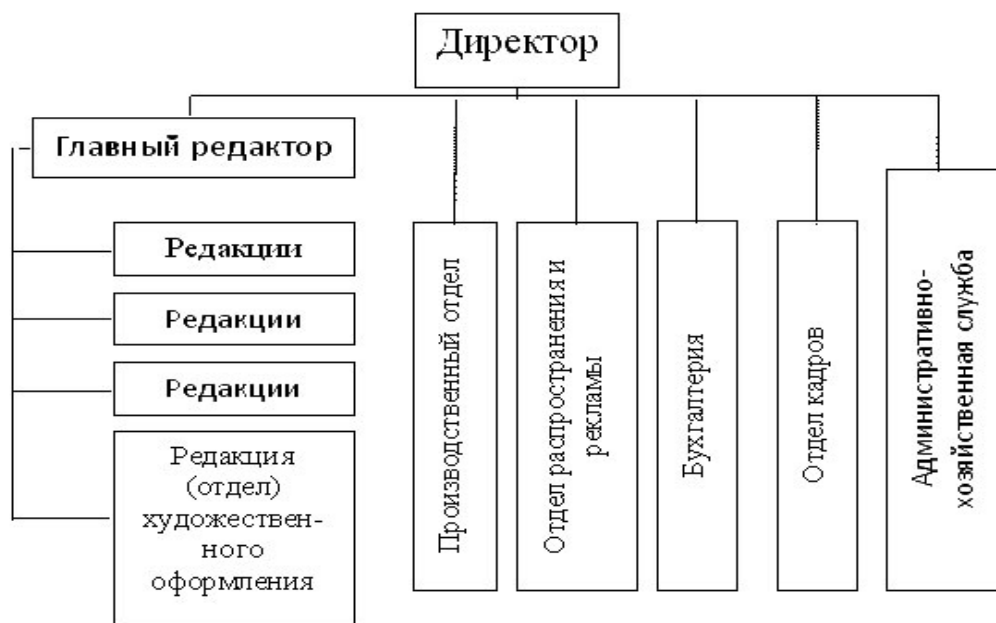 Директор
Главный редактор
Редакции
Редакции
Редакции
Редакция
(отдел)
художествен-
ного
оформления
Производственный отдел
Отдел распространения и
рекламы
Бухгалтерия
Отдел кадров
Административно-
хозяйственная служба